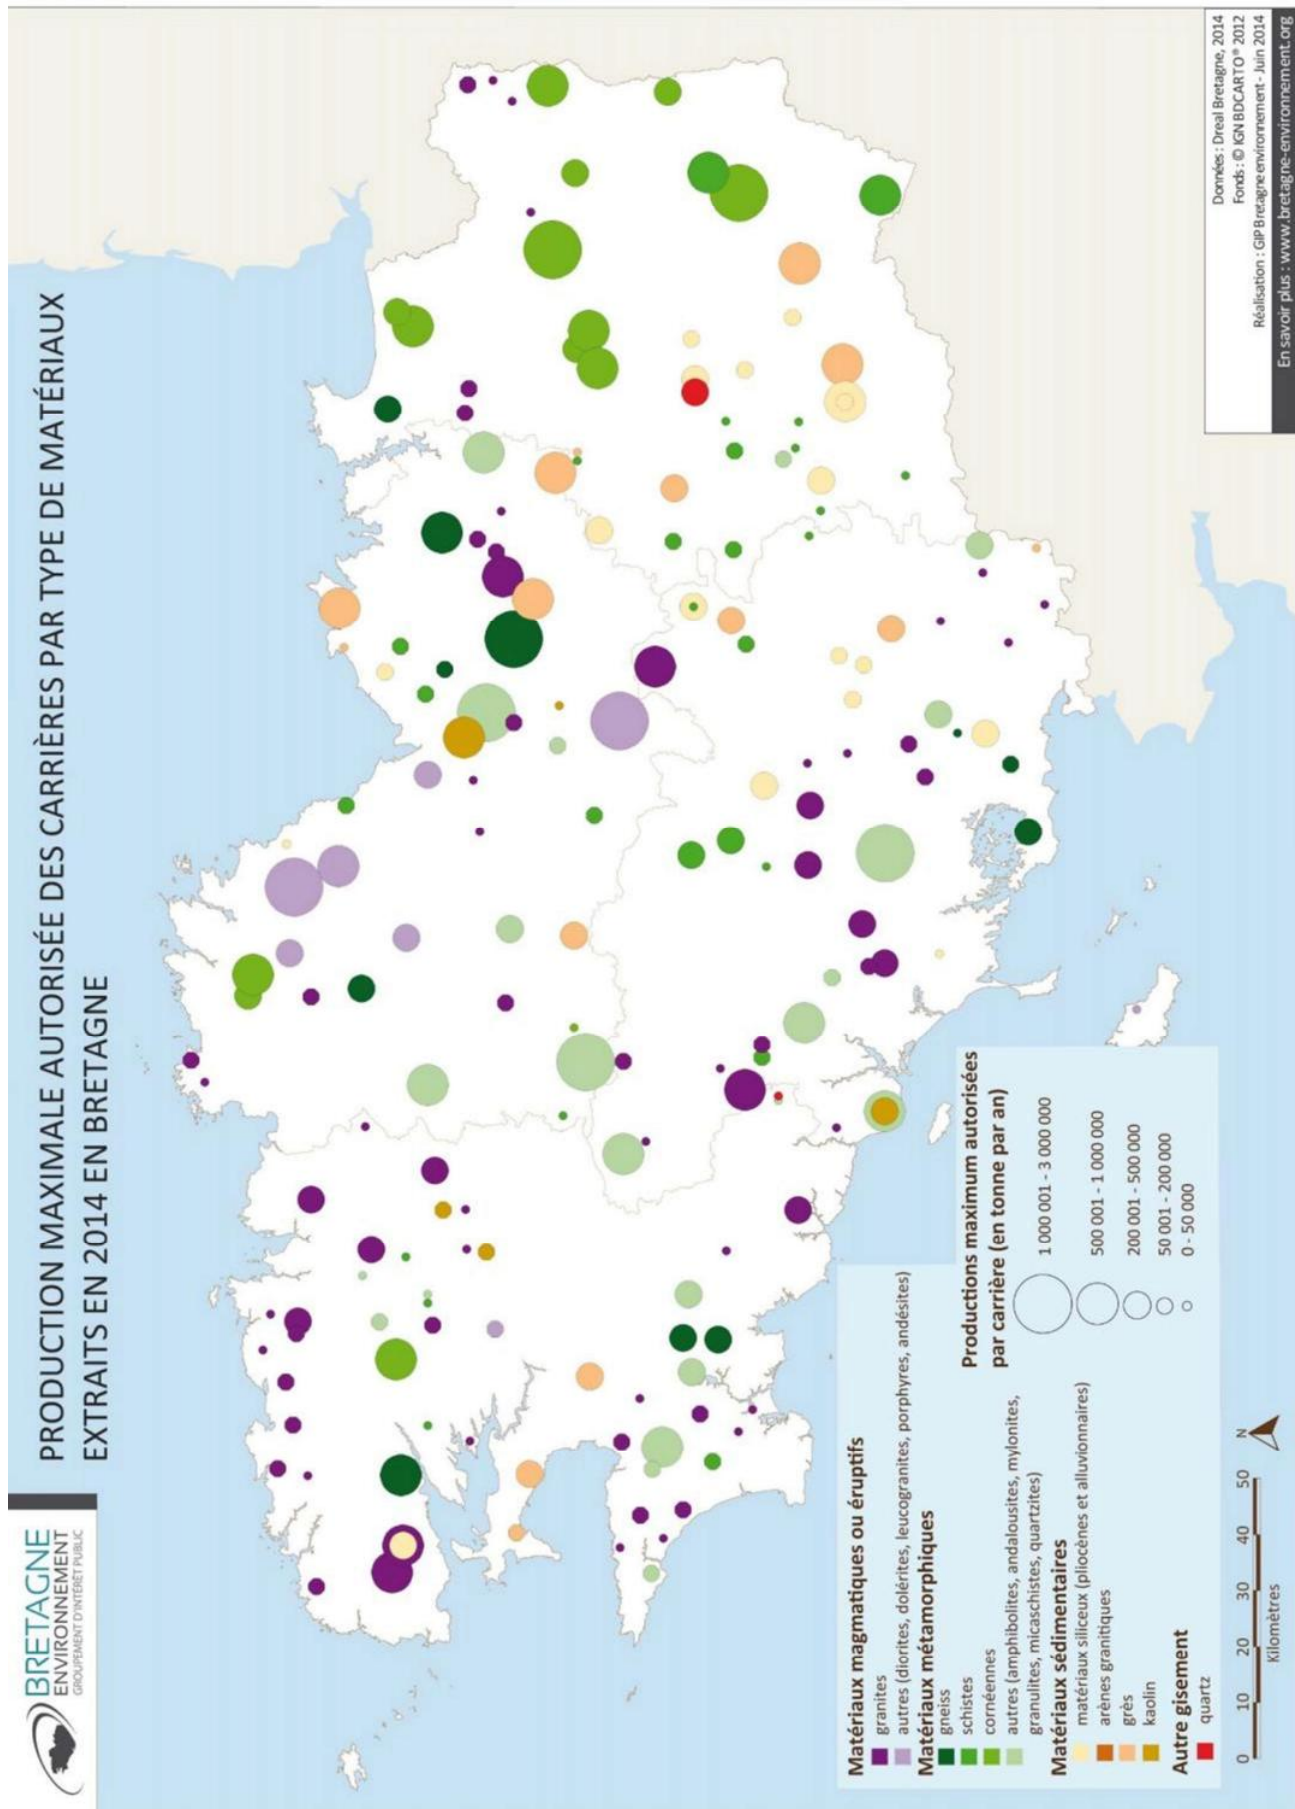 BRETAGNE
ENVIRONNEMENT
GROUPEMENT D'INTÉRÊT PUBLIC
PRODUCTION MAXIMALE AUTORISÉE DES CARRIÈRES PAR TYPE DE MATÉRIAUX
EXTRAITS EN 2014 EN BRETAGNE
Matériaux magmatiques ou éruptifs
granites
autres (diorites, dolérites, leucogranites, porphyres, andésites)
Matériaux métamorphiques
gneiss
schistes
cornéennes
autres (amphibolites, andalousites, mylonites,
granulites, micaschistes, quartzites)
Matériaux sédimentaires
matériaux siliceux (pliocènes et alluvionnaires)
arènes granitiques
grès
kaolin
Autre gisement
quartz
Productions maximum autorisées
par carrière (en tonne par an)
1 000 001 - 3 000 000
500 001 - 1 000 000
200 001 - 500 000
50 001 - 200 000
0 - 50 000
0 10 20 30 40 50
Kilomètres
N
Données : Dreal Bretagne, 2014
Fonds : © IGN BDCARTO® 2012
Réalisation : GIP Bretagne environnement - Juin 2014
En savoir plus : www.bretagne-environnement.org